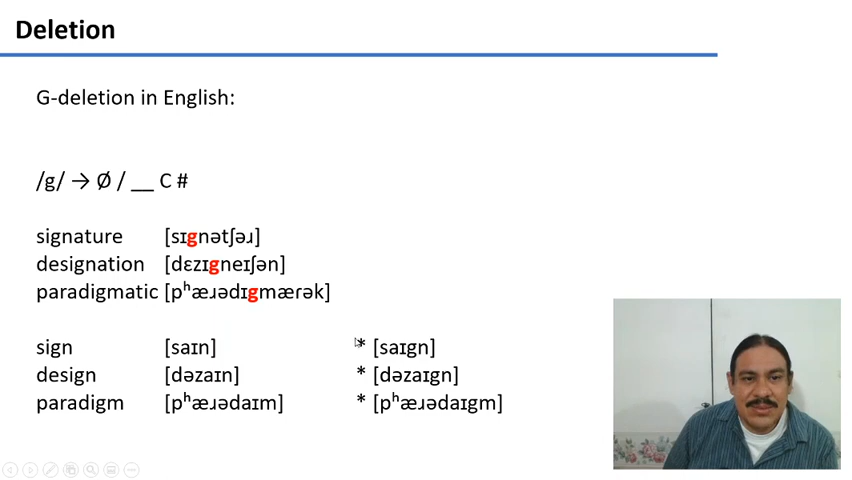 Deletion
G-deletion in English:
/g/ → Ø / __ C #
signature [sɪgnətʃəɹ]
designation [dɛzɪgneɪʃən]
paradigmatic [pʰæɹədɪgmæɾək]
sign [saɪn] * [saɪgn]
design [dəzaɪn] * [dəzaɪgn]
paradigm [pʰæɹədaɪm] * [pʰæɹədaɪgm]